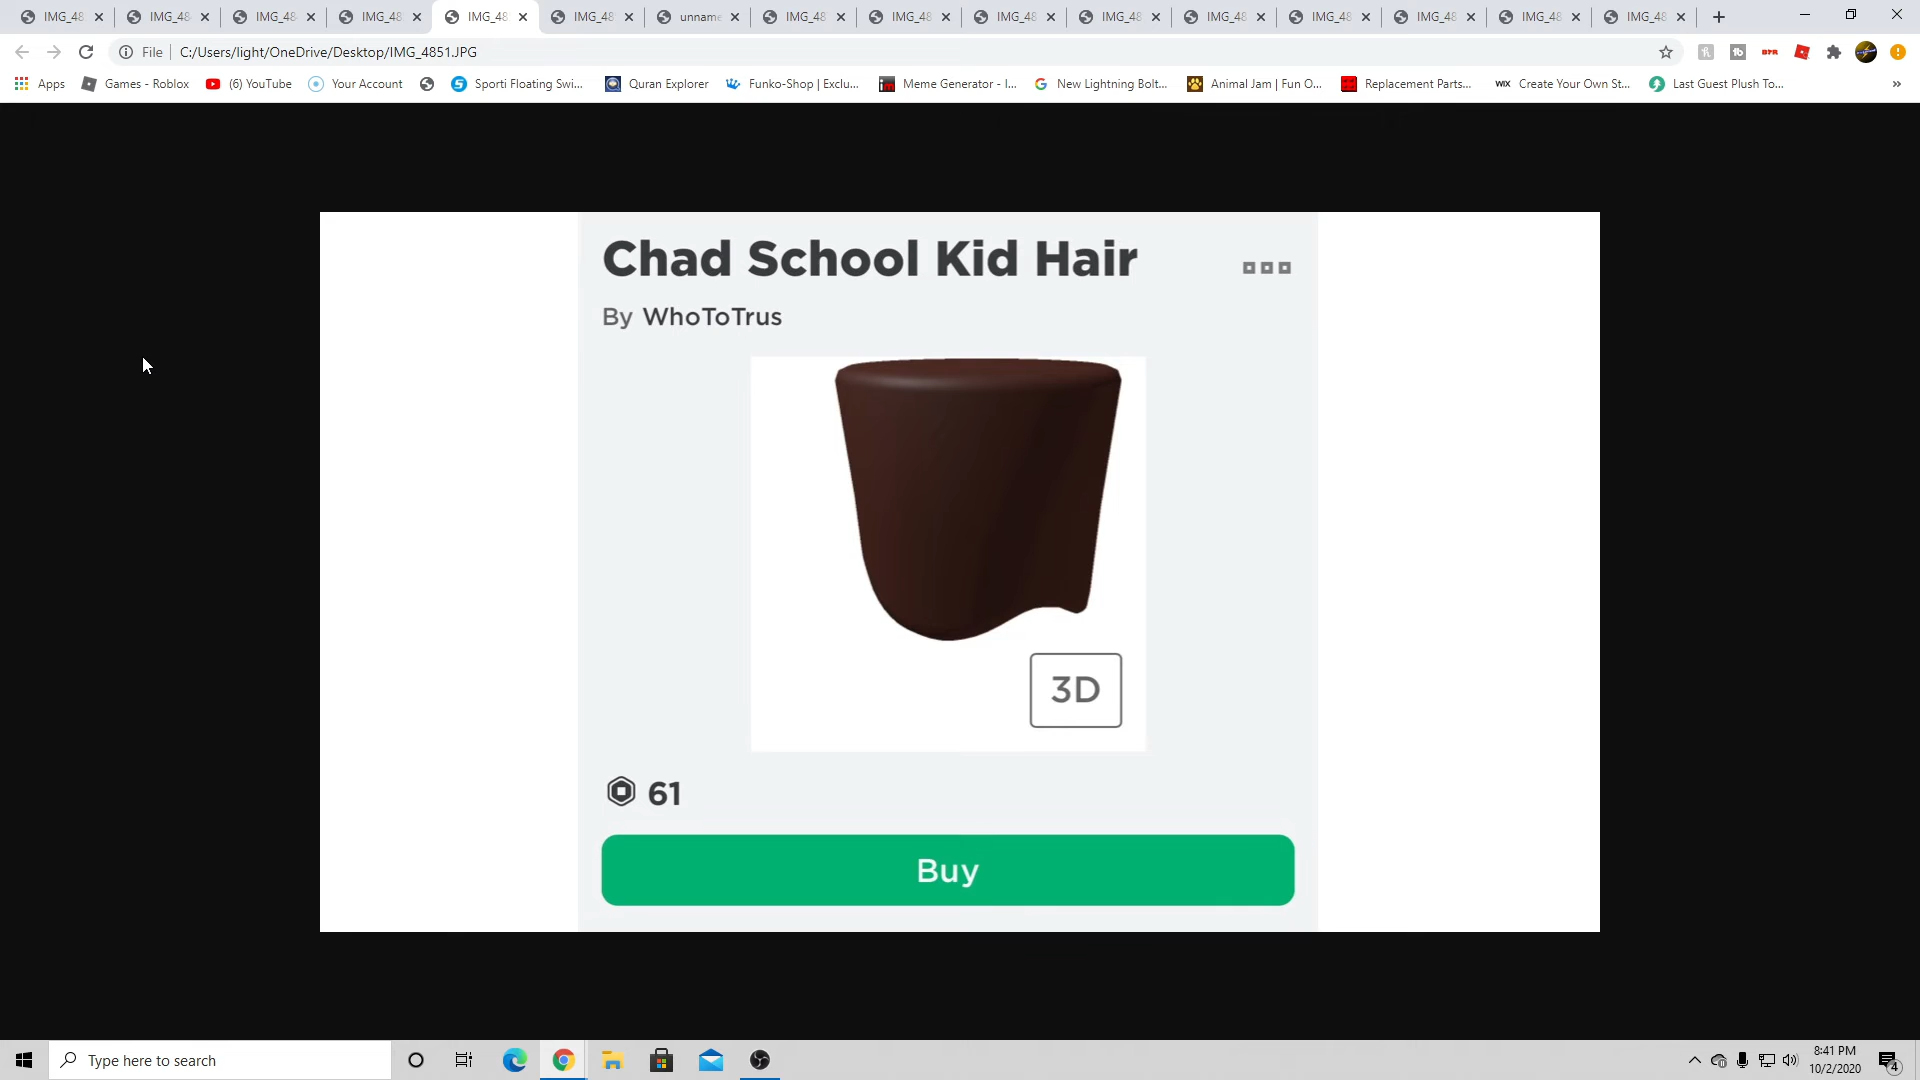 IMG_48 IMG_48 IMG_48 IMG_48 IMG_48 IMG_48 unname IMG_48 IMG_48 IMG_48 IMG_48 IMG_48 IMG_48 IMG_48 IMG_48 IMG_48
File C:/Users/light/OneDrive/Desktop/IMG_4851.JPG
Apps Games - Roblox (6) YouTube Your Account Sporti Floating Swi... Quran Explorer Funko-Shop | Exclu... Meme Generator - I... New Lightning Bolt... Animal Jam | Fun O... Replacement Parts... WIX Create Your Own St... Last Guest Plush To... »
Chad School Kid Hair
By WhoToTrus
3D
61
Buy
Type here to search
8:41 PM
10/2/2020
4